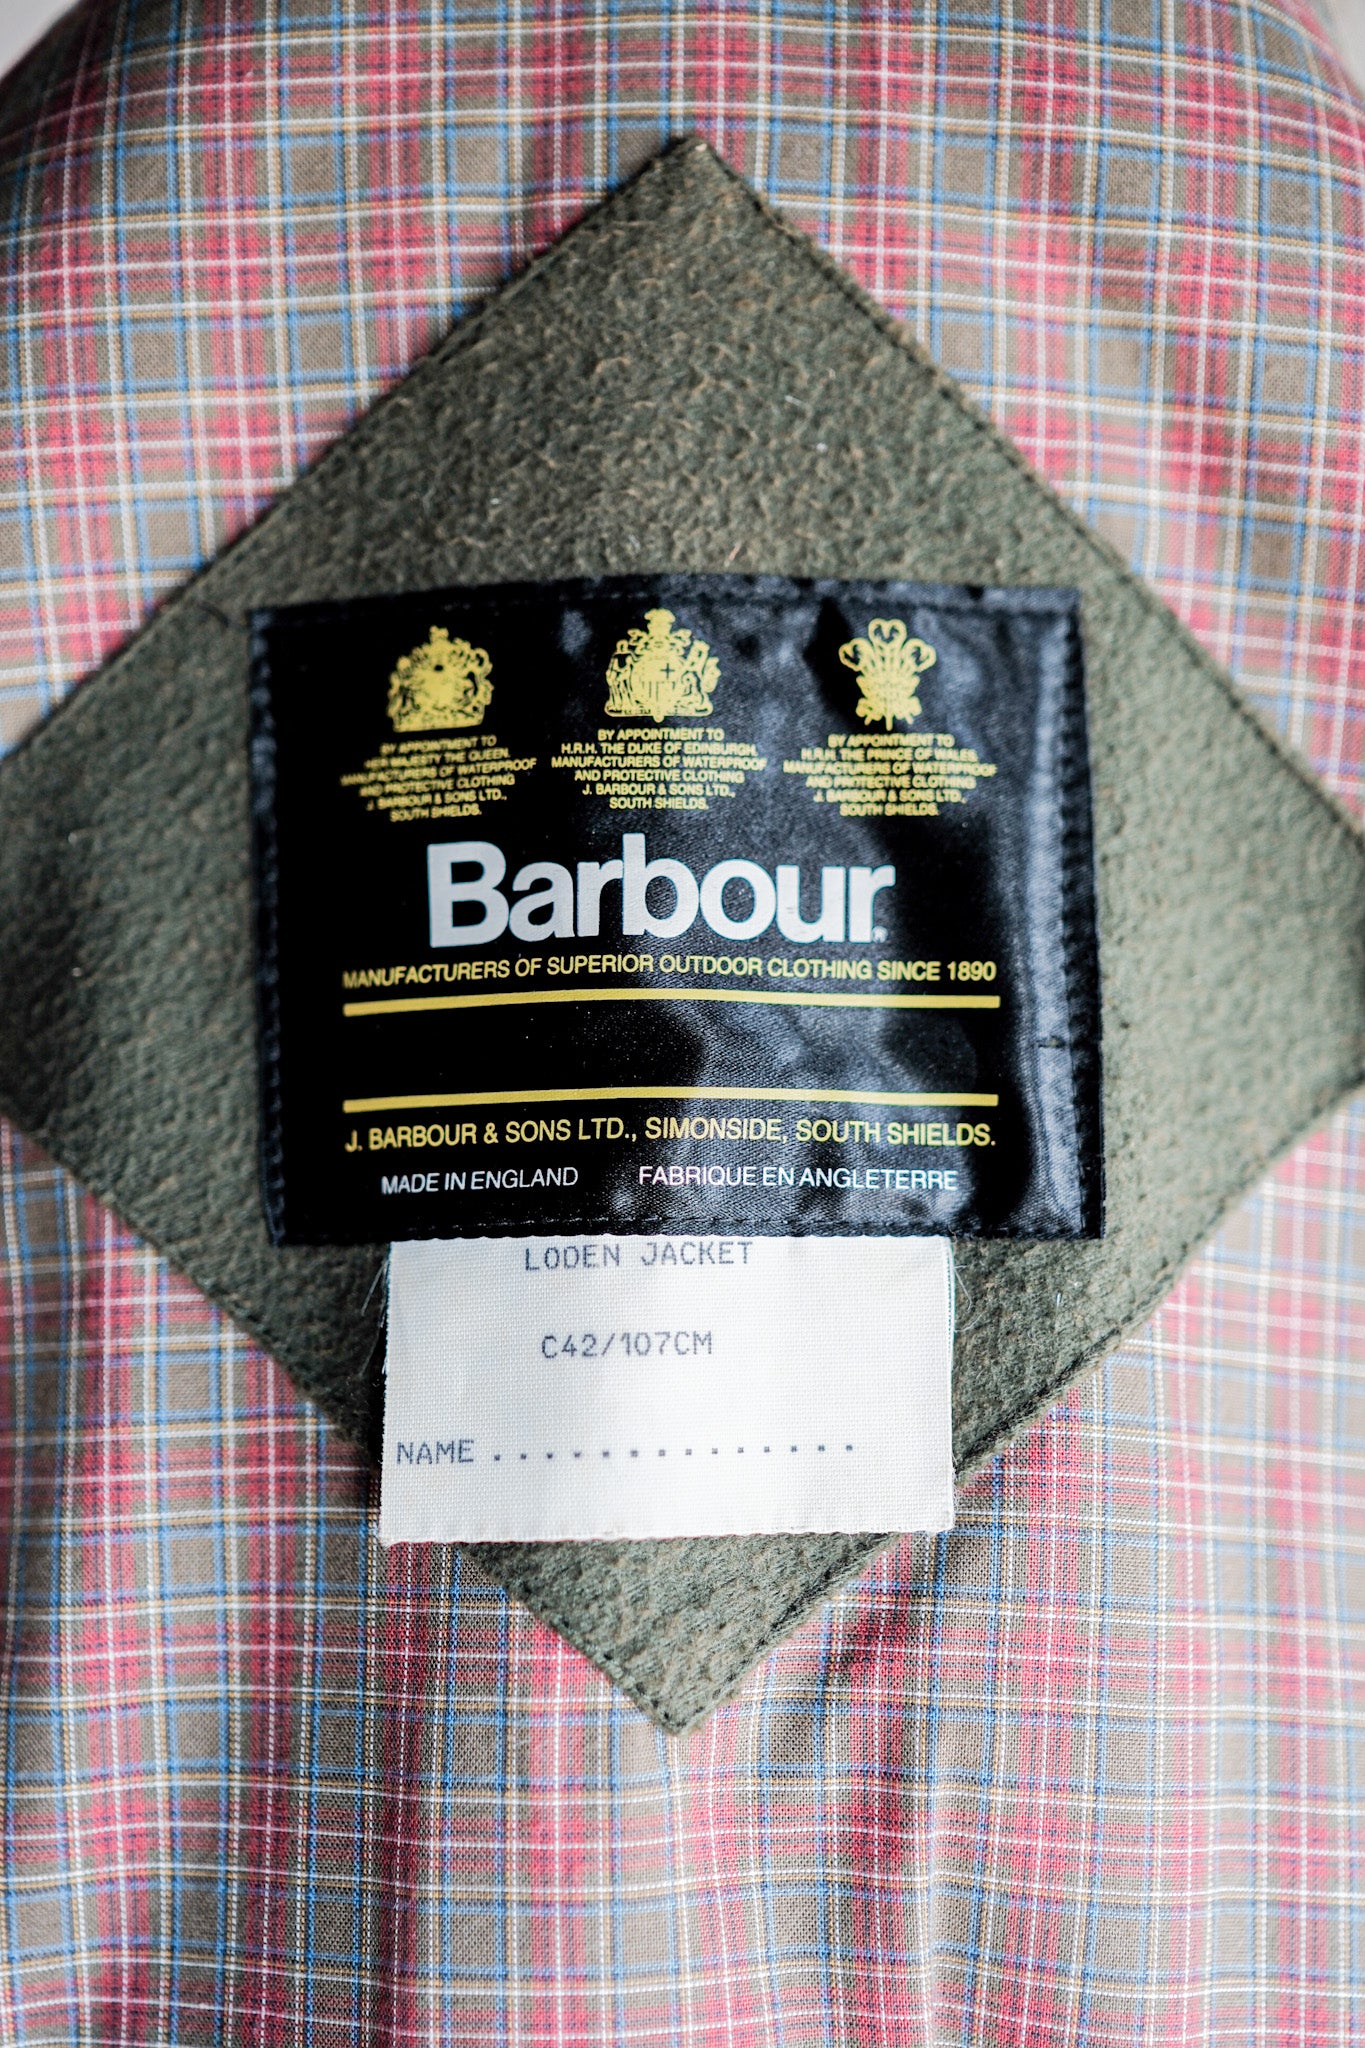 BY APPOINTMENT TO
HER MAJESTY THE QUEEN.
MANUFACTURERS OF WATERPROOF
AND PROTECTIVE CLOTHING
J. BARBOUR & SONS LTD.,
SOUTH SHIELDS.
BY APPOINTMENT TO
H.R.H. THE DUKE OF EDINBURGH.
MANUFACTURERS OF WATERPROOF
AND PROTECTIVE CLOTHING
J. BARBOUR & SONS LTD.,
SOUTH SHIELDS.
BY APPOINTMENT TO
H.R.H. THE PRINCE OF WALES.
MANUFACTURERS OF WATERPROOF
AND PROTECTIVE CLOTHING
J. BARBOUR & SONS LTD.,
SOUTH SHIELDS.
Barbour®
MANUFACTURERS OF SUPERIOR OUTDOOR CLOTHING SINCE 1890
J. BARBOUR & SONS LTD., SIMONSIDE, SOUTH SHIELDS.
MADE IN ENGLAND FABRIQUE EN ANGLETERRE
LODEN JACKET
C42/107CM
NAME ..............